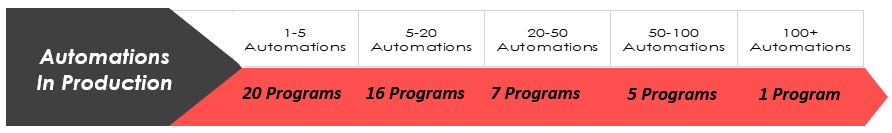 Automations
In Production
1-5
Automations
5-20
Automations
20-50
Automations
50-100
Automations
100+
Automations
20 Programs
16 Programs
7 Programs
5 Programs
1 Program